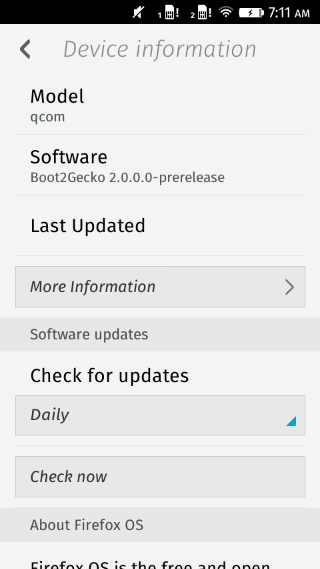 1 ! 2 ! 7:11 AM
Device information
Model
qcom
Software
Boot2Gecko 2.0.0.0-prerelease
Last Updated
More Information
Software updates
Check for updates
Daily
Check now
About Firefox OS
Firefox OS is the free and open